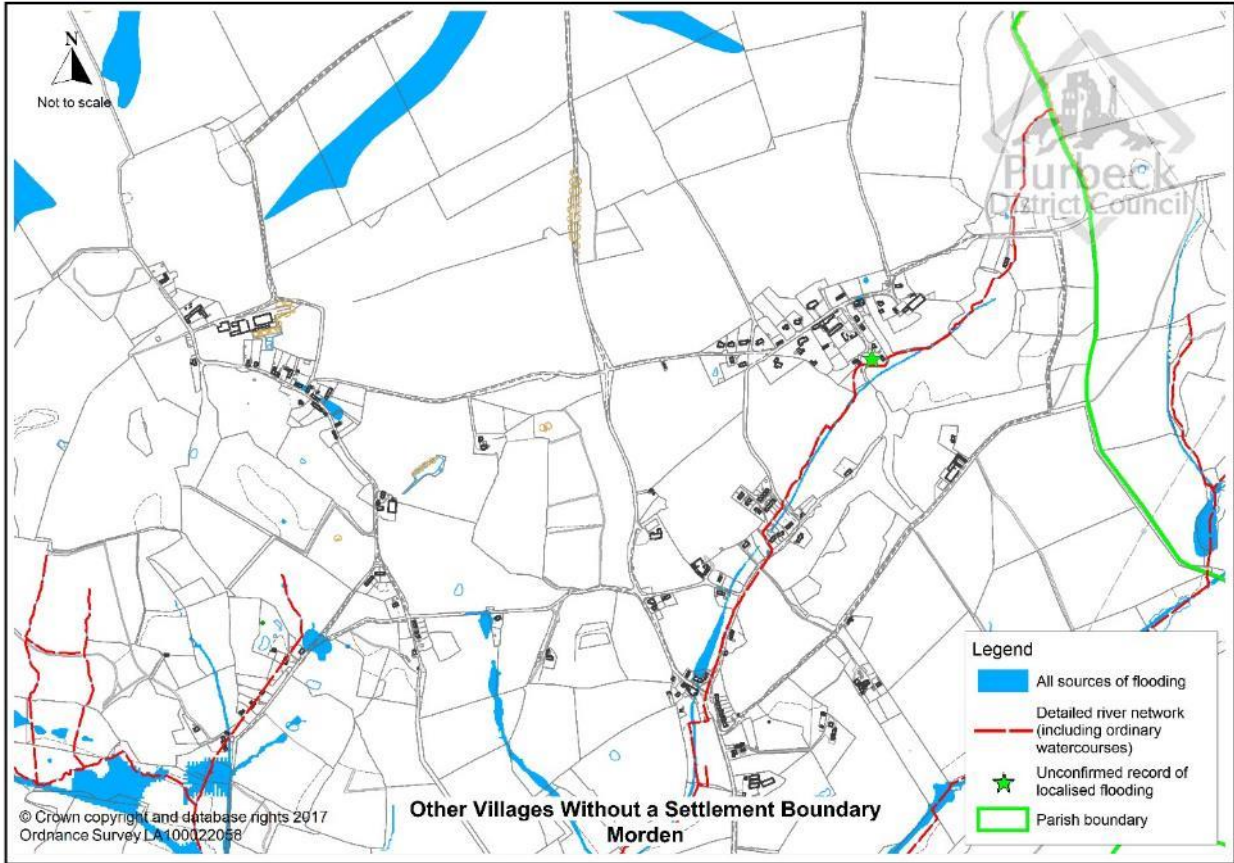 N
Not to scale
Purbeck
District Council
Legend
All sources of flooding
Detailed river network
(including ordinary
watercourses)
Unconfirmed record of
localised flooding
Parish boundary
Other Villages Without a Settlement Boundary
Morden
© Crown copyright and database rights 2017
Ordnance Survey LA100022058